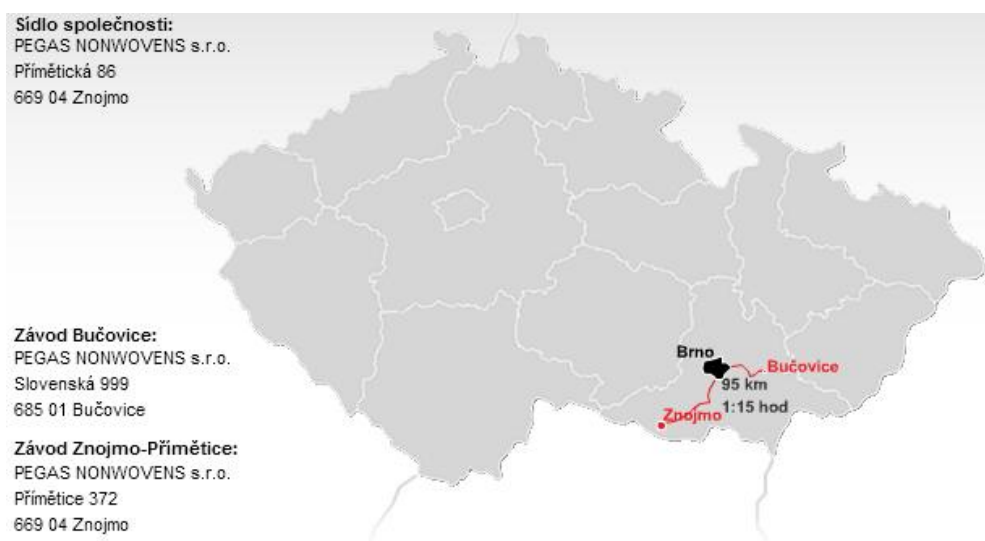 Sídlo společnosti:
PEGAS NONWOVENS s.r.o.
Přímětická 86
669 04 Znojmo
Závod Bučovice:
PEGAS NONWOVENS s.r.o.
Slovenská 999
685 01 Bučovice
Závod Znojmo-Přímětice:
PEGAS NONWOVENS s.r.o.
Přímětice 372
669 04 Znojmo
Brno
Bučovice
95 km
1:15 hod
Znojmo